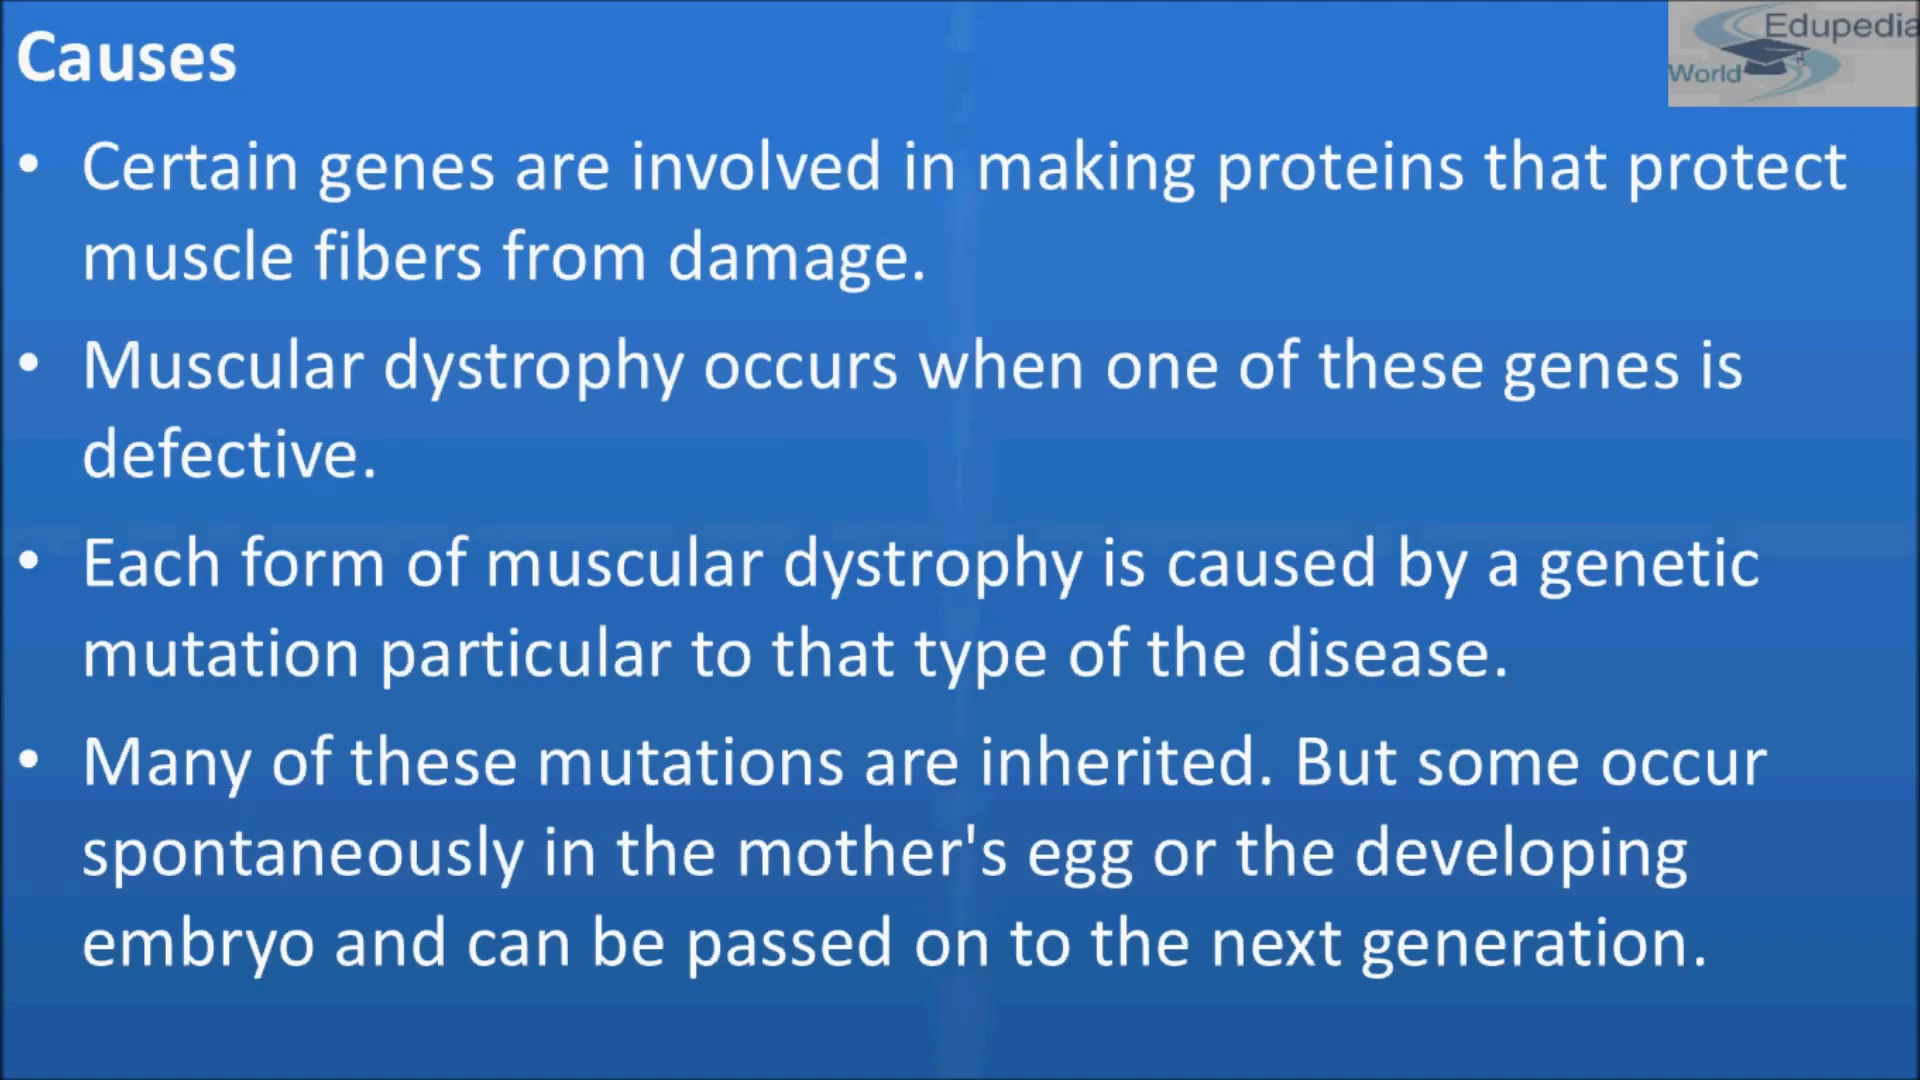 Causes
Edupedia
World
• Certain genes are involved in making proteins that protect
muscle fibers from damage.
• Muscular dystrophy occurs when one of these genes is
defective.
• Each form of muscular dystrophy is caused by a genetic
mutation particular to that type of the disease.
• Many of these mutations are inherited. But some occur
spontaneously in the mother's egg or the developing
embryo and can be passed on to the next generation.